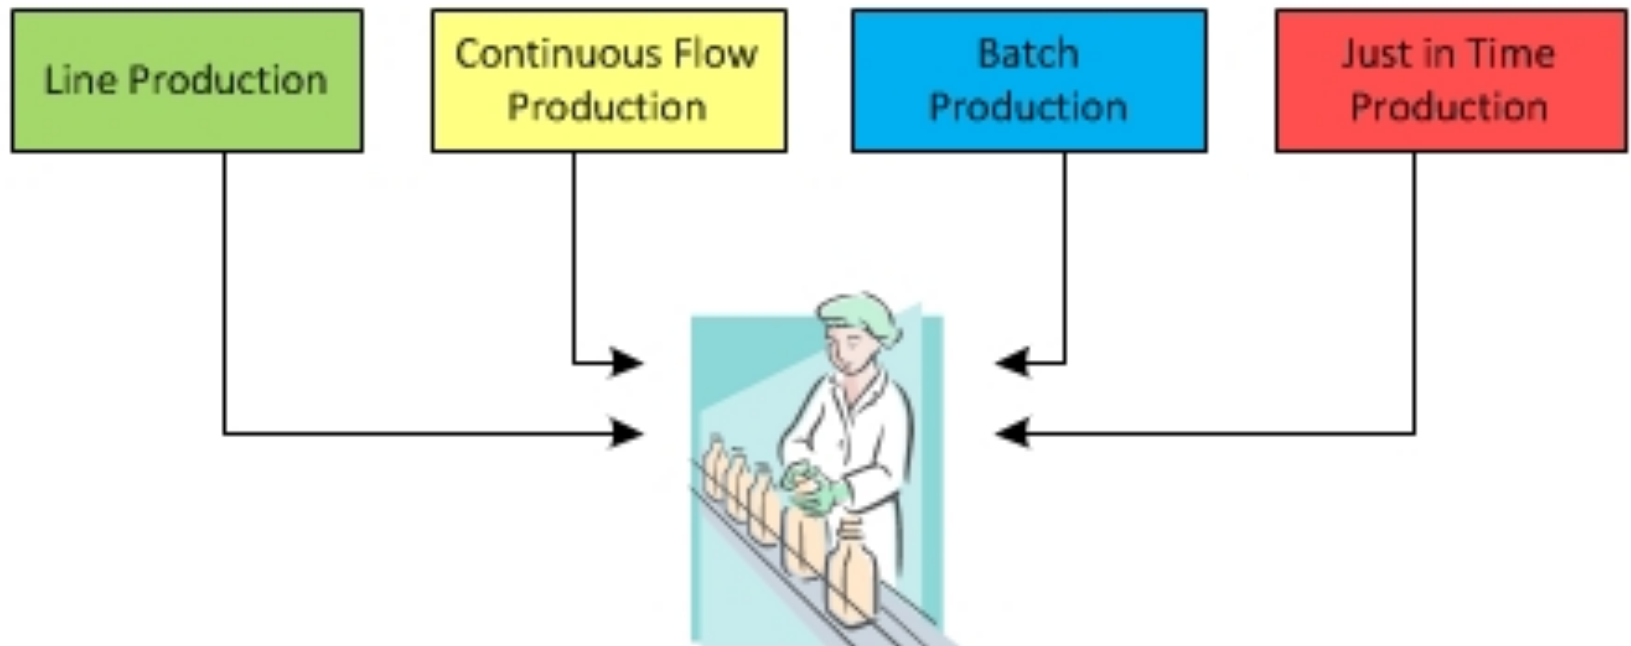 Line Production
Continuous Flow
Production
Batch
Production
Just in Time
Production